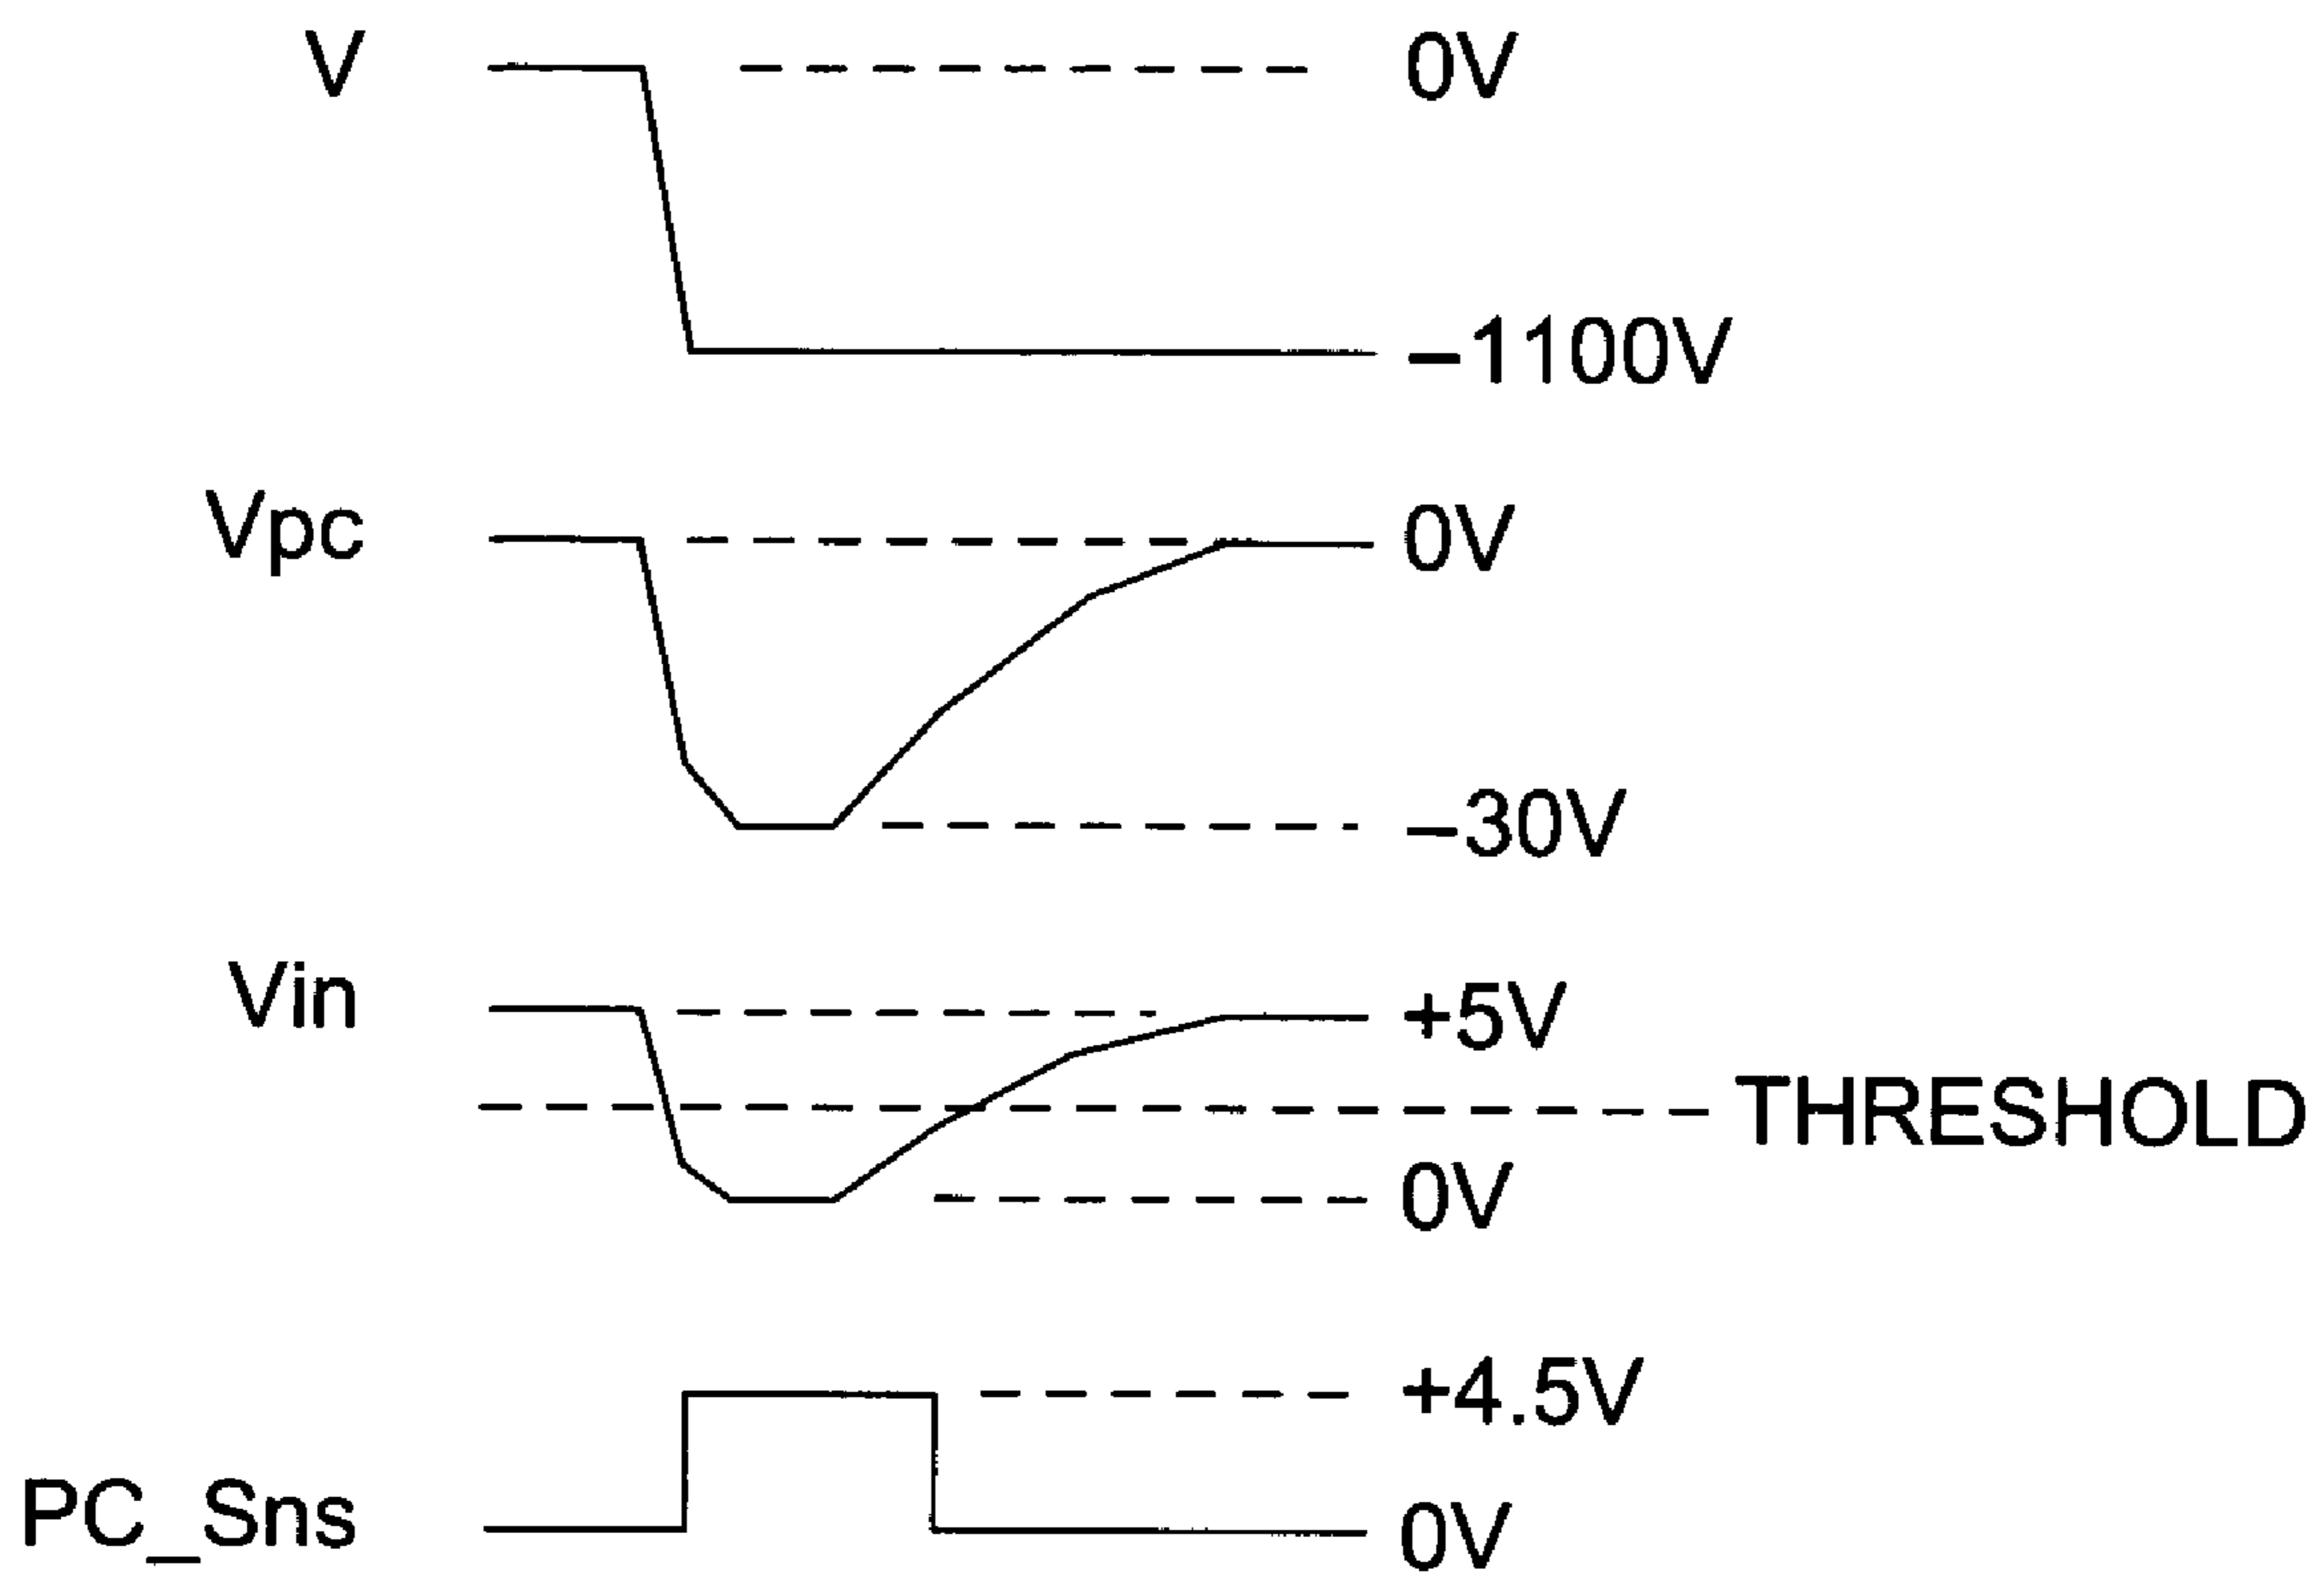 V
0V
−1100V
Vpc
0V
−30V
Vin
+5V
THRESHOLD
0V
+4.5V
PC_Sns
0V